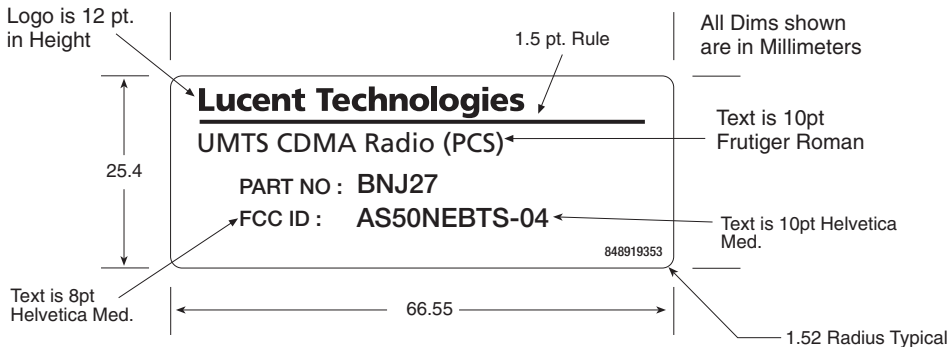 Logo is 12 pt.
in Height
1.5 pt. Rule
All Dims shown
are in Millimeters
Lucent Technologies
UMTS CDMA Radio (PCS)
Text is 10pt
Frutiger Roman
25.4
PART NO : BNJ27
FCC ID : AS50NEBTS-04
Text is 10pt Helvetica
Med.
848919353
Text is 8pt
Helvetica Med.
66.55
1.52 Radius Typical